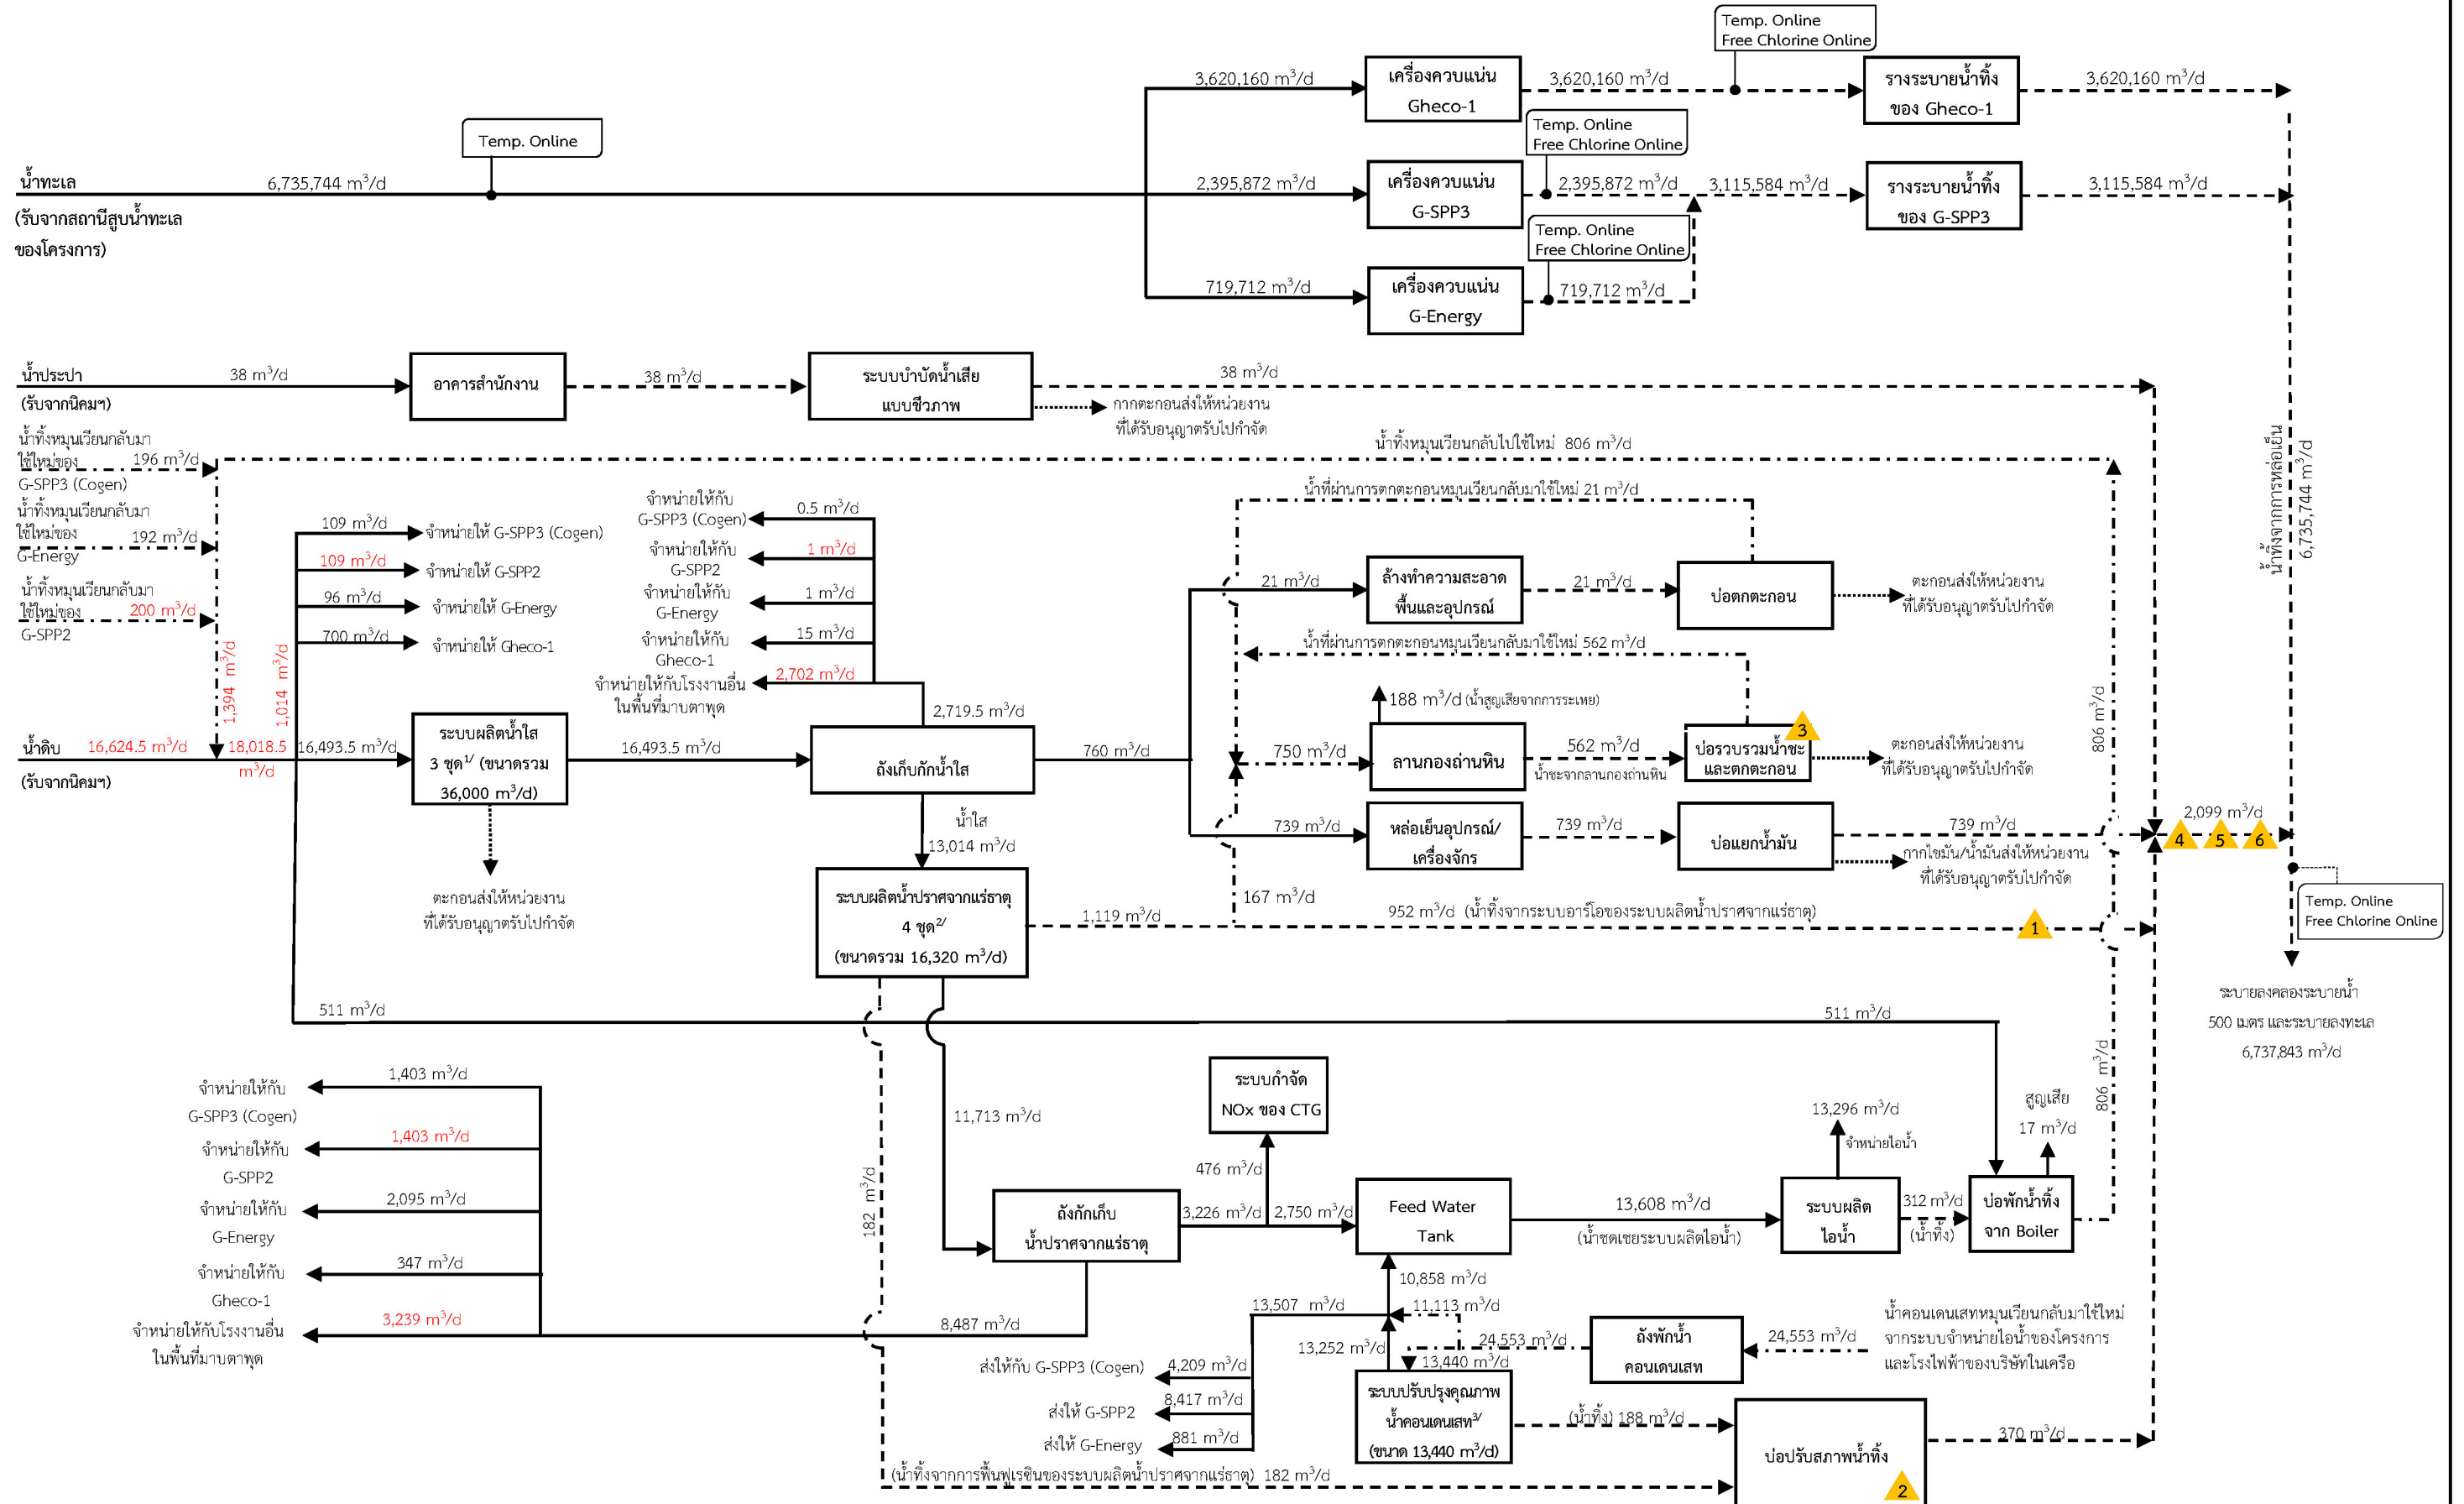 Temp. Online
Free Chlorine Online
3,620,160 m³/d
เครื่องควบแน่น
Gheco-1
3,620,160 m³/d
รางระบายน้ำทิ้ง
ของ Gheco-1
3,620,160 m³/d
Temp. Online
Temp. Online
Free Chlorine Online
น้ำทะเล
6,735,744 m³/d
(รับจากสถานีสูบน้ำทะเล
ของโครงการ)
2,395,872 m³/d
เครื่องควบแน่น
G-SPP3
2,395,872 m³/d
3,115,584 m³/d
รางระบายน้ำทิ้ง
ของ G-SPP3
3,115,584 m³/d
Temp. Online
Free Chlorine Online
719,712 m³/d
เครื่องควบแน่น
G-Energy
719,712 m³/d
น้ำประปา
38 m³/d
(รับจากนิคมฯ)
อาคารสำนักงาน
38 m³/d
ระบบบำบัดน้ำเสีย
แบบชีวภาพ
38 m³/d
กากตะกอนส่งให้หน่วยงาน
ที่ได้รับอนุญาตรับไปกำจัด
น้ำทิ้งจากการหล่อเย็น
6,735,744 m³/d
น้ำทิ้งหมุนเวียนกลับมา
ใช้ใหม่ของ 196 m³/d
G-SPP3 (Cogen)
น้ำทิ้งหมุนเวียนกลับมา
ใช้ใหม่ของ 192 m³/d
G-Energy
น้ำทิ้งหมุนเวียนกลับมา
ใช้ใหม่ของ 200 m³/d
G-SPP2
น้ำทิ้งหมุนเวียนกลับไปใช้ใหม่ 806 m³/d
1,394 m³/d
1,014 m³/d
109 m³/d
จำหน่ายให้ G-SPP3 (Cogen)
109 m³/d
จำหน่ายให้ G-SPP2
96 m³/d
จำหน่ายให้ G-Energy
700 m³/d
จำหน่ายให้ Gheco-1
จำหน่ายให้กับ
G-SPP3 (Cogen)
0.5 m³/d
จำหน่ายให้กับ
G-SPP2
1 m³/d
จำหน่ายให้กับ
G-Energy
1 m³/d
จำหน่ายให้กับ
Gheco-1
15 m³/d
จำหน่ายให้กับโรงงานอื่น
ในพื้นที่มาบตาพุด
2,702 m³/d
2,719.5 m³/d
น้ำที่ผ่านการตกตะกอนหมุนเวียนกลับมาใช้ใหม่ 21 m³/d
21 m³/d
ล้างทำความสะอาด
พื้นและอุปกรณ์
21 m³/d
บ่อตกตะกอน
ตะกอนส่งให้หน่วยงาน
ที่ได้รับอนุญาตรับไปกำจัด
น้ำที่ผ่านการตกตะกอนหมุนเวียนกลับมาใช้ใหม่ 562 m³/d
188 m³/d (น้ำสูญเสียจากการระเหย)
น้ำดิบ
16,624.5 m³/d
(รับจากนิคมฯ)
18,018.5
m³/d
16,493.5 m³/d
ระบบผลิตน้ำใส
3 ชุด¹/ (ขนาดรวม
36,000 m³/d)
16,493.5 m³/d
ถังเก็บกักน้ำใส
760 m³/d
750 m³/d
ลานกองถ่านหิน
562 m³/d
น้ำชะจากลานกองถ่านหิน
บ่อรวบรวมน้ำชะ
และตกตะกอน
3
ตะกอนส่งให้หน่วยงาน
ที่ได้รับอนุญาตรับไปกำจัด
806 m³/d
ตะกอนส่งให้หน่วยงาน
ที่ได้รับอนุญาตรับไปกำจัด
น้ำใส
13,014 m³/d
739 m³/d
หล่อเย็นอุปกรณ์/
เครื่องจักร
739 m³/d
บ่อแยกน้ำมัน
739 m³/d
กากไขมัน/น้ำมันส่งให้หน่วยงาน
ที่ได้รับอนุญาตรับไปกำจัด
2,099 m³/d
4
5
6
Temp. Online
Free Chlorine Online
ระบบผลิตน้ำปราศจากแร่ธาตุ
4 ชุด²/
(ขนาดรวม 16,320 m³/d)
1,119 m³/d
167 m³/d
952 m³/d (น้ำทิ้งจากระบบอาร์โอของระบบผลิตน้ำปราศจากแร่ธาตุ)
1
ระบายลงคลองระบายน้ำ
500 เมตร และระบายลงทะเล
6,737,843 m³/d
511 m³/d
511 m³/d
จำหน่ายให้กับ
G-SPP3 (Cogen)
1,403 m³/d
จำหน่ายให้กับ
G-SPP2
1,403 m³/d
จำหน่ายให้กับ
G-Energy
2,095 m³/d
จำหน่ายให้กับ
Gheco-1
347 m³/d
จำหน่ายให้กับโรงงานอื่น
ในพื้นที่มาบตาพุด
3,239 m³/d
8,487 m³/d
182 m³/d
11,713 m³/d
ระบบกำจัด
NOx ของ CTG
476 m³/d
ถังกักเก็บ
น้ำปราศจากแร่ธาตุ
3,226 m³/d
2,750 m³/d
Feed Water
Tank
13,608 m³/d
(น้ำชดเชยระบบผลิตไอน้ำ)
13,296 m³/d
จำหน่ายไอน้ำ
ระบบผลิต
ไอน้ำ
312 m³/d
(น้ำทิ้ง)
สูญเสีย
17 m³/d
บ่อพักน้ำทิ้ง
จาก Boiler
806 m³/d
10,858 m³/d
13,507 m³/d
11,113 m³/d
13,252 m³/d
24,553 m³/d
13,440 m³/d
ถังพักน้ำ
คอนเดนเสท
24,553 m³/d
น้ำคอนเดนเสทหมุนเวียนกลับมาใช้ใหม่
จากระบบจำหน่ายไอน้ำของโครงการ
และโรงไฟฟ้าของบริษัทในเครือ
ส่งให้กับ G-SPP3 (Cogen)
4,209 m³/d
ส่งให้ G-SPP2
8,417 m³/d
ส่งให้ G-Energy
881 m³/d
ระบบปรับปรุงคุณภาพ
น้ำคอนเดนเสท³/
(ขนาด 13,440 m³/d)
(น้ำทิ้ง) 188 m³/d
บ่อปรับสภาพน้ำทิ้ง
2
370 m³/d
(น้ำทิ้งจากการฟื้นฟูเรซินของระบบผลิตน้ำปราศจากแร่ธาตุ) 182 m³/d